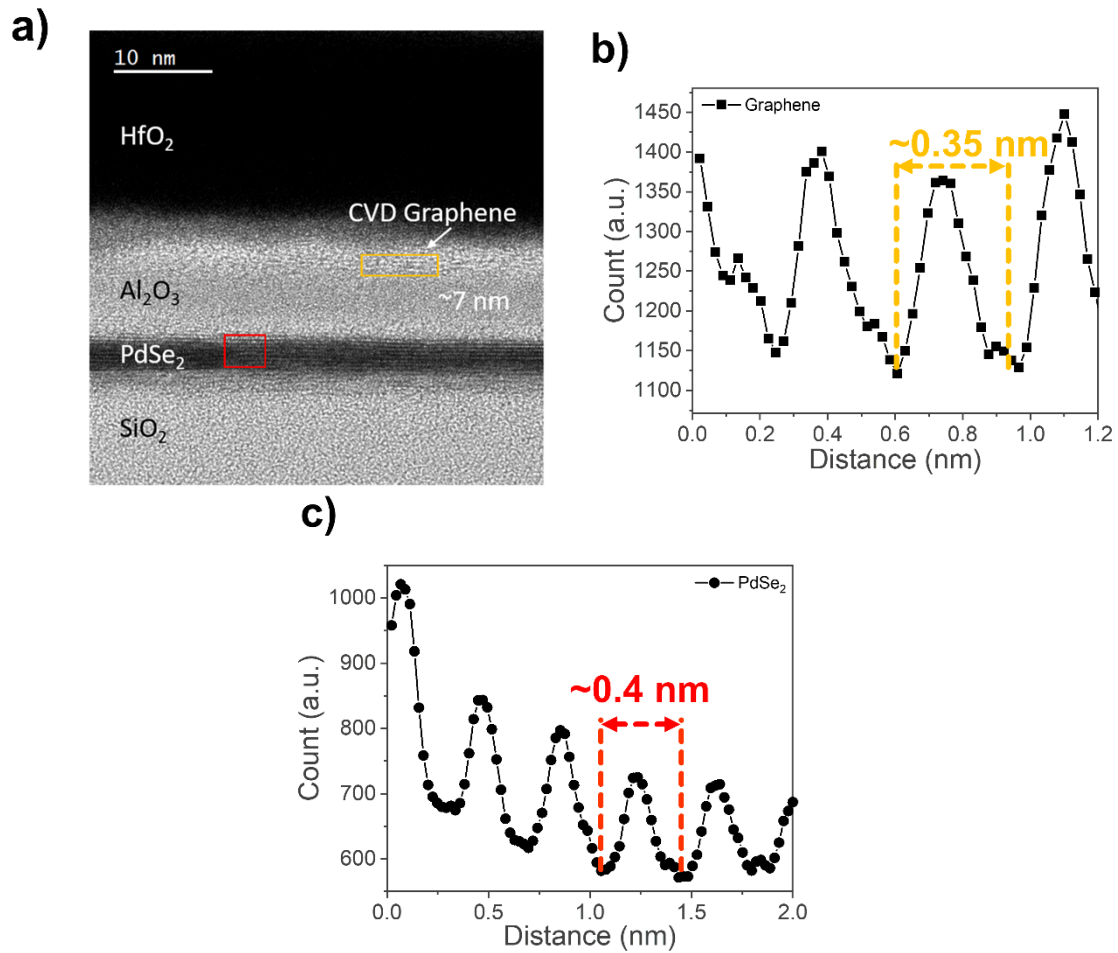 a)
10 nm
HfO₂
CVD Graphene
Al₂O₃
~7 nm
PdSe₂
SiO₂
b)
Graphene
~0.35 nm
Count (a.u.)
1450
1400
1350
1300
1250
1200
1150
1100
0.0 0.2 0.4 0.6 0.8 1.0 1.2
Distance (nm)
c)
PdSe₂
~0.4 nm
Count (a.u.)
1000
900
800
700
600
0.0 0.5 1.0 1.5 2.0
Distance (nm)